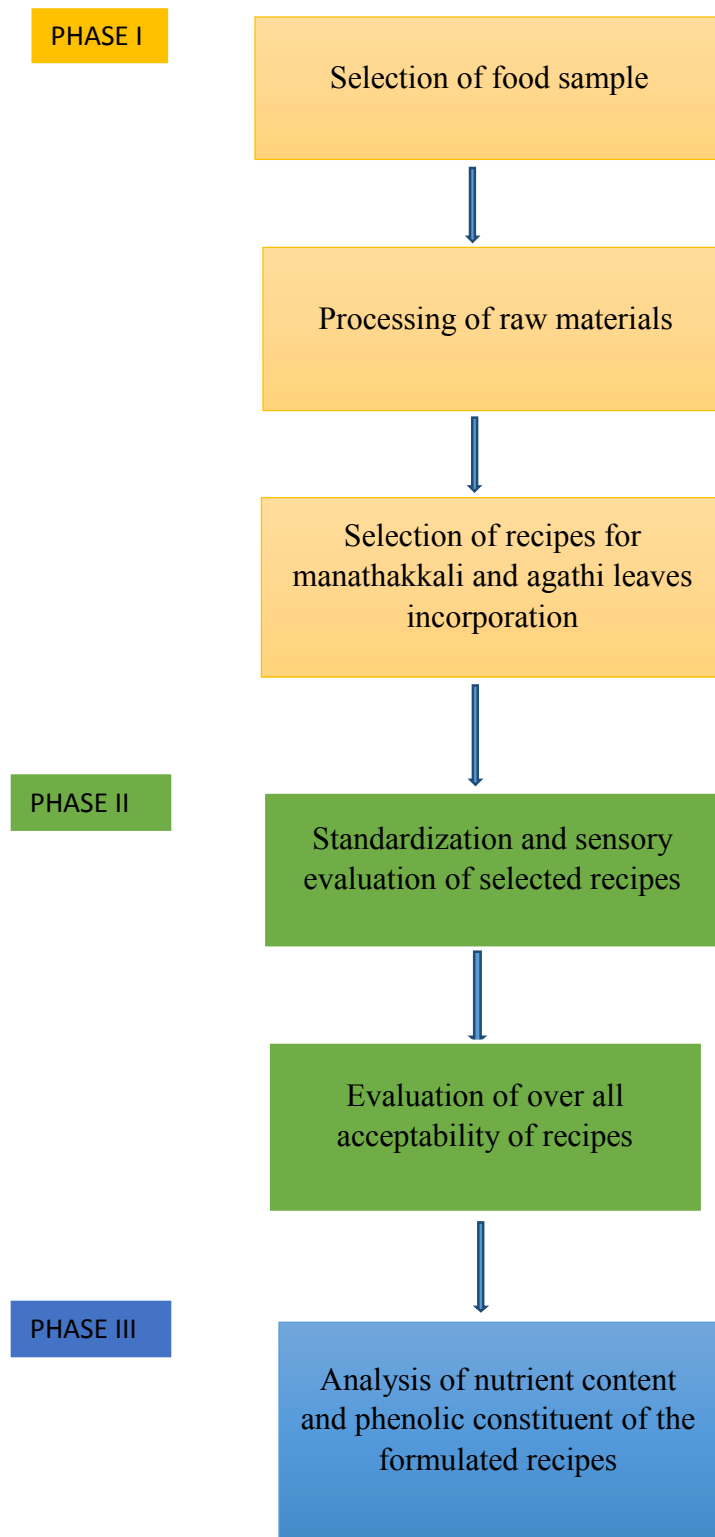 PHASE I
Selection of food sample
Processing of raw materials
Selection of recipes for
manathakkali and agathi leaves
incorporation
PHASE II
Standardization and sensory
evaluation of selected recipes
Evaluation of over all
acceptability of recipes
PHASE III
Analysis of nutrient content
and phenolic constituent of the
formulated recipes